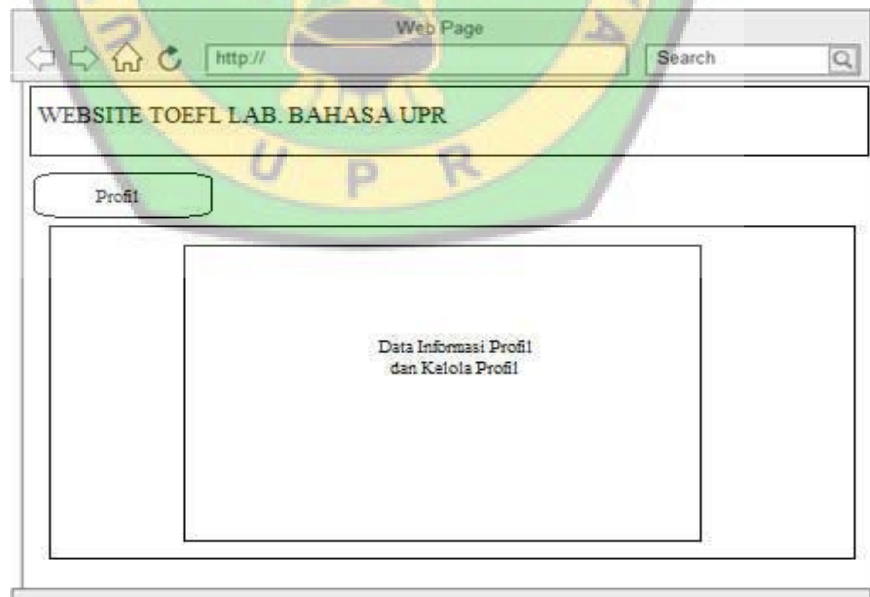 Web Page
http://
Search
WEBSITE TOEFL LAB. BAHASA UPR
U P R
Profil
Data Informasi Profil
dan Kelola Profil